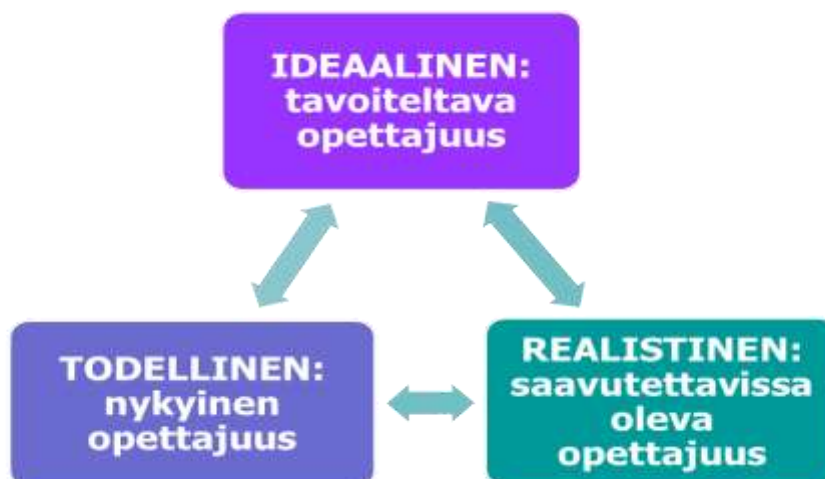 IDEAALINEN:
tavoiteltava
opettajuus
TODELLINEN:
nykyinen
opettajuus
REALISTINEN:
saavutettavissa
oleva
opettajuus